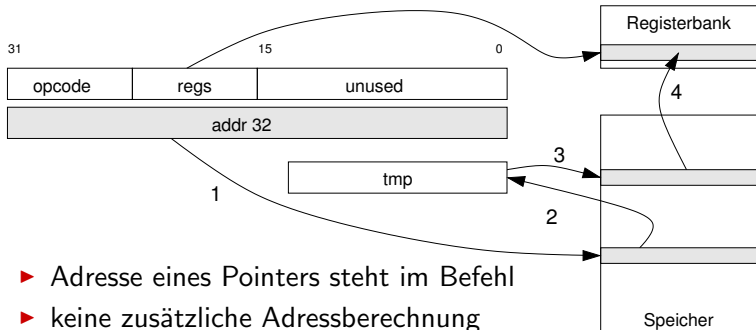 Registerbank
31 15 0
opcode regs unused
4
addr 32
3
tmp
1
2
▶ Adresse eines Pointers steht im Befehl
▶ keine zusätzliche Adressberechnung
Speicher